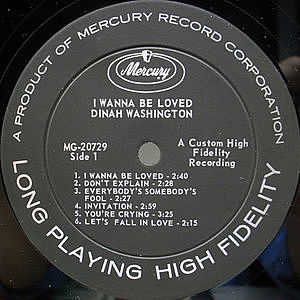 A PRODUCT OF MERCURY RECORD CORPORATION
Mercury
I WANNA BE LOVED
DINAH WASHINGTON
MG-20729
Side 1
A Custom High
Fidelity
Recording
1. I WANNA BE LOVED - 2:40
2. DON'T EXPLAIN - 2:28
3. EVERYBODY'S SOMEBODY'S
FOOL - 2:27
4. INVITATION - 2:59
5. YOU'RE CRYING - 3:25
6. LET'S FALL IN LOVE - 2:15
LONG PLAYING HIGH FIDELITY